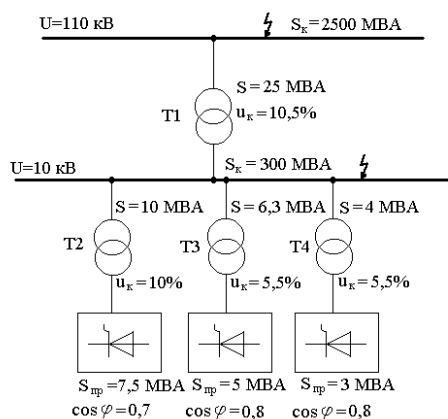 U=110 кВ
Sк=2500 МВА
S=25 МВА
T1
uк=10,5%
U=10 кВ
Sк=300 МВА
S=10 МВА
S=6,3 МВА
S=4 МВА
T2
T3
T4
uк=10%
uк=5,5%
uк=5,5%
Sпр=7,5 МВА
Sпр=5 МВА
Sпр=3 МВА
cos φ=0,7
cos φ=0,8
cos φ=0,8